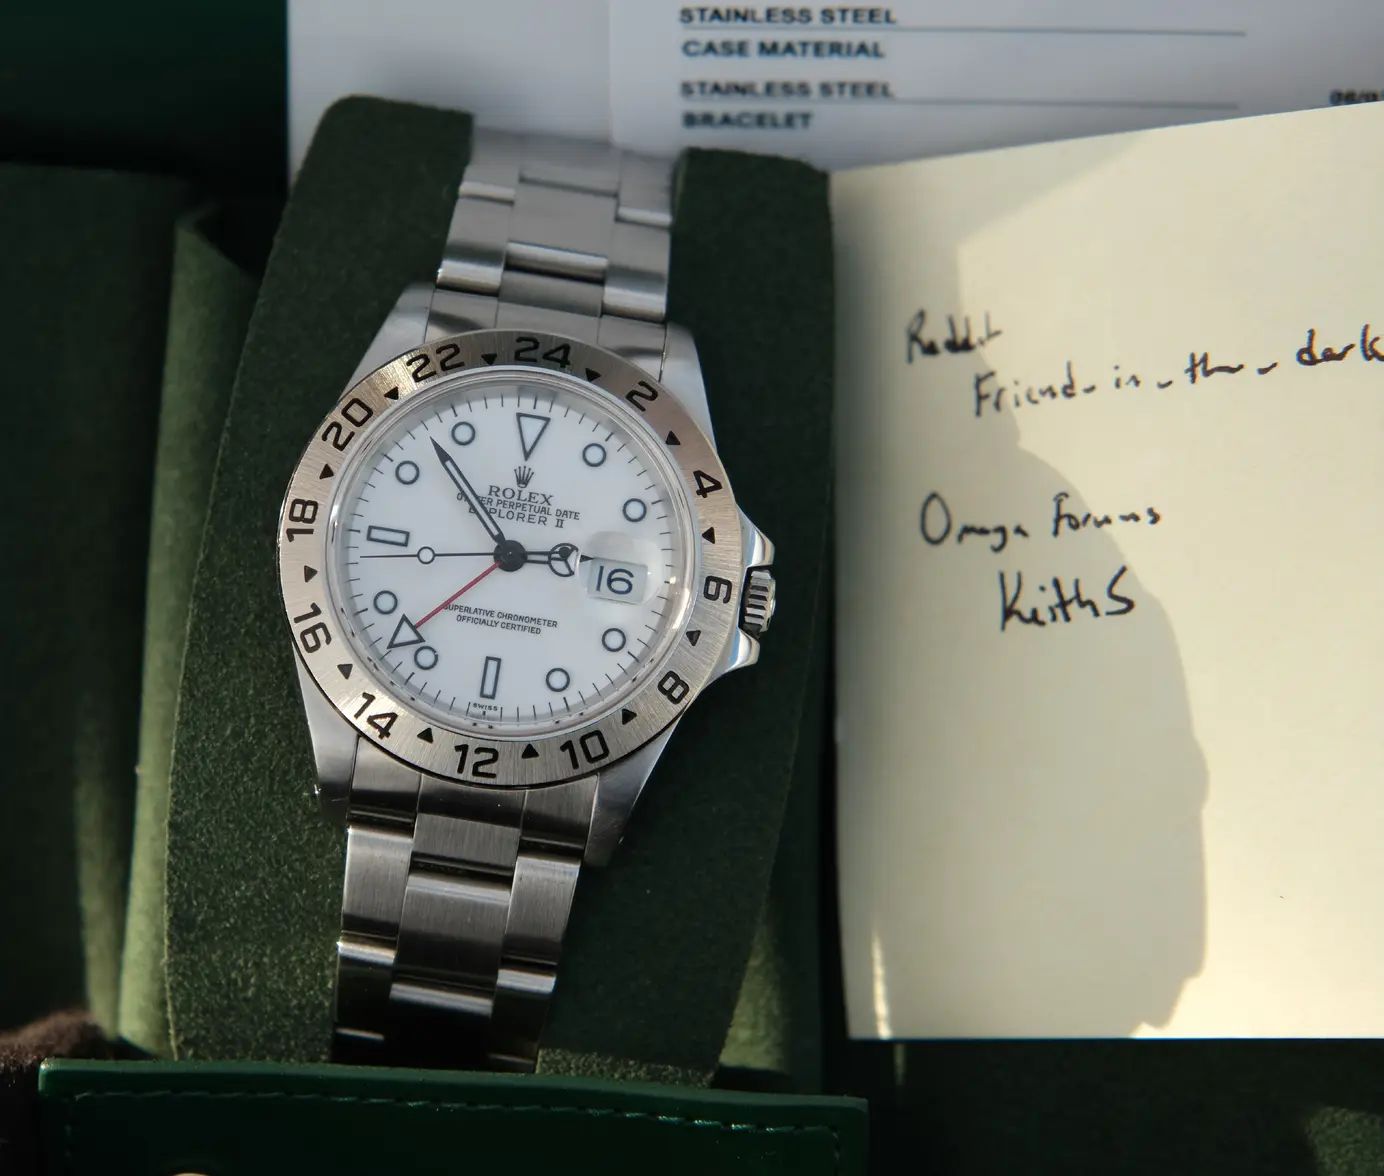 STAINLESS STEEL
CASE MATERIAL
STAINLESS STEEL
BRACELET
Reddit
Friend-in-the-dark
Omega Forums
KeithS
24
2
4
6
8
10
12
14
16
18
20
22
ROLEX
PERPETUAL DATE
EXPLORER II
16
SUPERLATIVE CHRONOMETER
OFFICIALLY CERTIFIED
SWISS